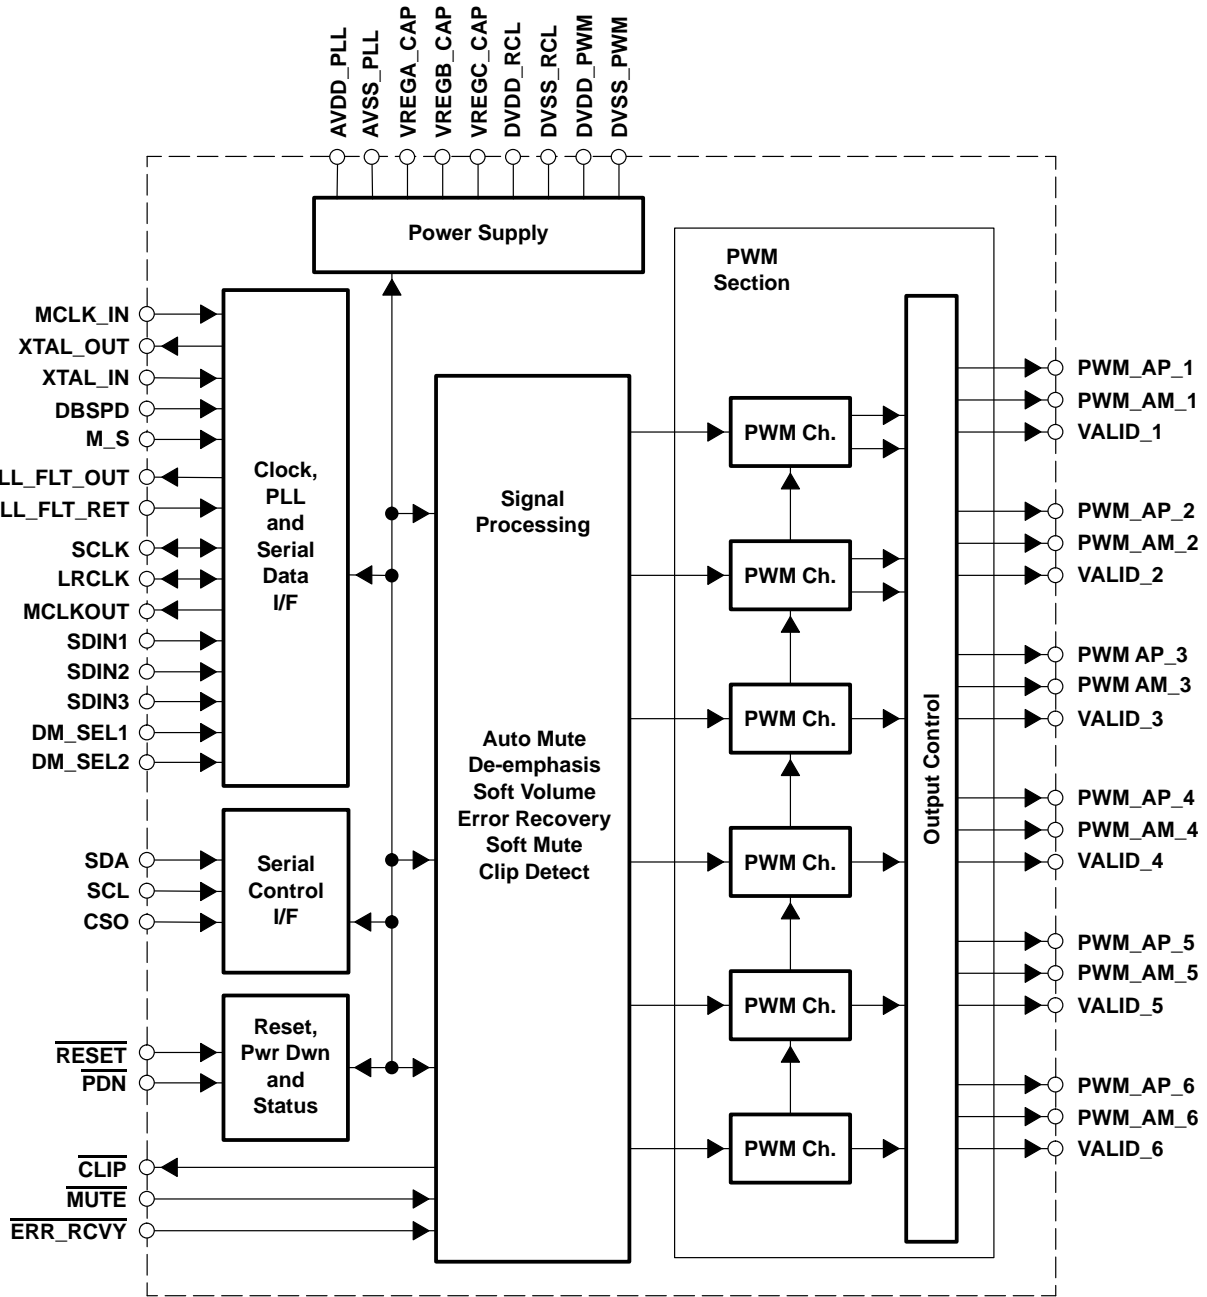 AVDD_PLL
AVSS_PLL
VREGA_CAP
VREGB_CAP
VREGC_CAP
DVDD_RCL
DVSS_RCL
DVDD_PWM
DVSS_PWM
Power Supply
PWM
Section
MCLK_IN
XTAL_OUT
XTAL_IN
DBSPD
M_S
LL_FLT_OUT
LL_FLT_RET
SCLK
LRCLK
MCLKOUT
SDIN1
SDIN2
SDIN3
DM_SEL1
DM_SEL2
Clock,
PLL
and
Serial
Data
I/F
SDA
SCL
CSO
Serial
Control
I/F
RESET
PDN
Reset,
Pwr Dwn
and
Status
CLIP
MUTE
ERR_RCVY
Signal
Processing
Auto Mute
De-emphasis
Soft Volume
Error Recovery
Soft Mute
Clip Detect
PWM Ch.
PWM Ch.
PWM Ch.
PWM Ch.
PWM Ch.
PWM Ch.
Output Control
PWM_AP_1
PWM_AM_1
VALID_1
PWM_AP_2
PWM_AM_2
VALID_2
PWM AP_3
PWM AM_3
VALID_3
PWM_AP_4
PWM_AM_4
VALID_4
PWM_AP_5
PWM_AM_5
VALID_5
PWM_AP_6
PWM_AM_6
VALID_6